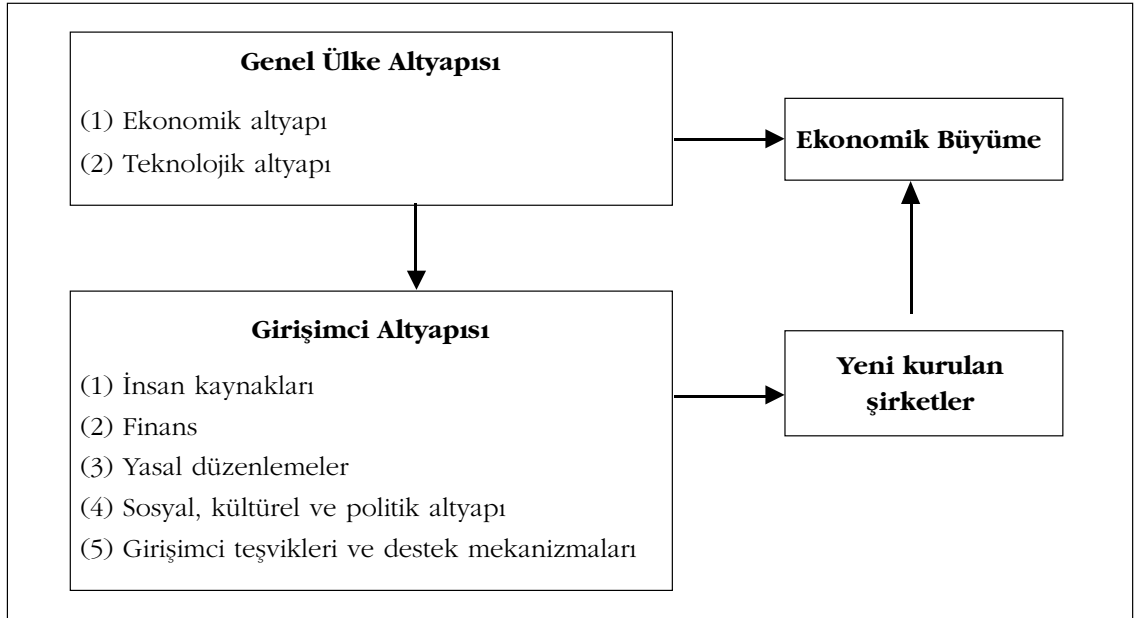 Genel Ülke Altyapısı
(1) Ekonomik altyapı
(2) Teknolojik altyapı
Ekonomik Büyüme
Girişimci Altyapısı
(1) İnsan kaynakları
(2) Finans
(3) Yasal düzenlemeler
(4) Sosyal, kültürel ve politik altyapı
(5) Girişimci teşvikleri ve destek mekanizmaları
Yeni kurulan
şirketler